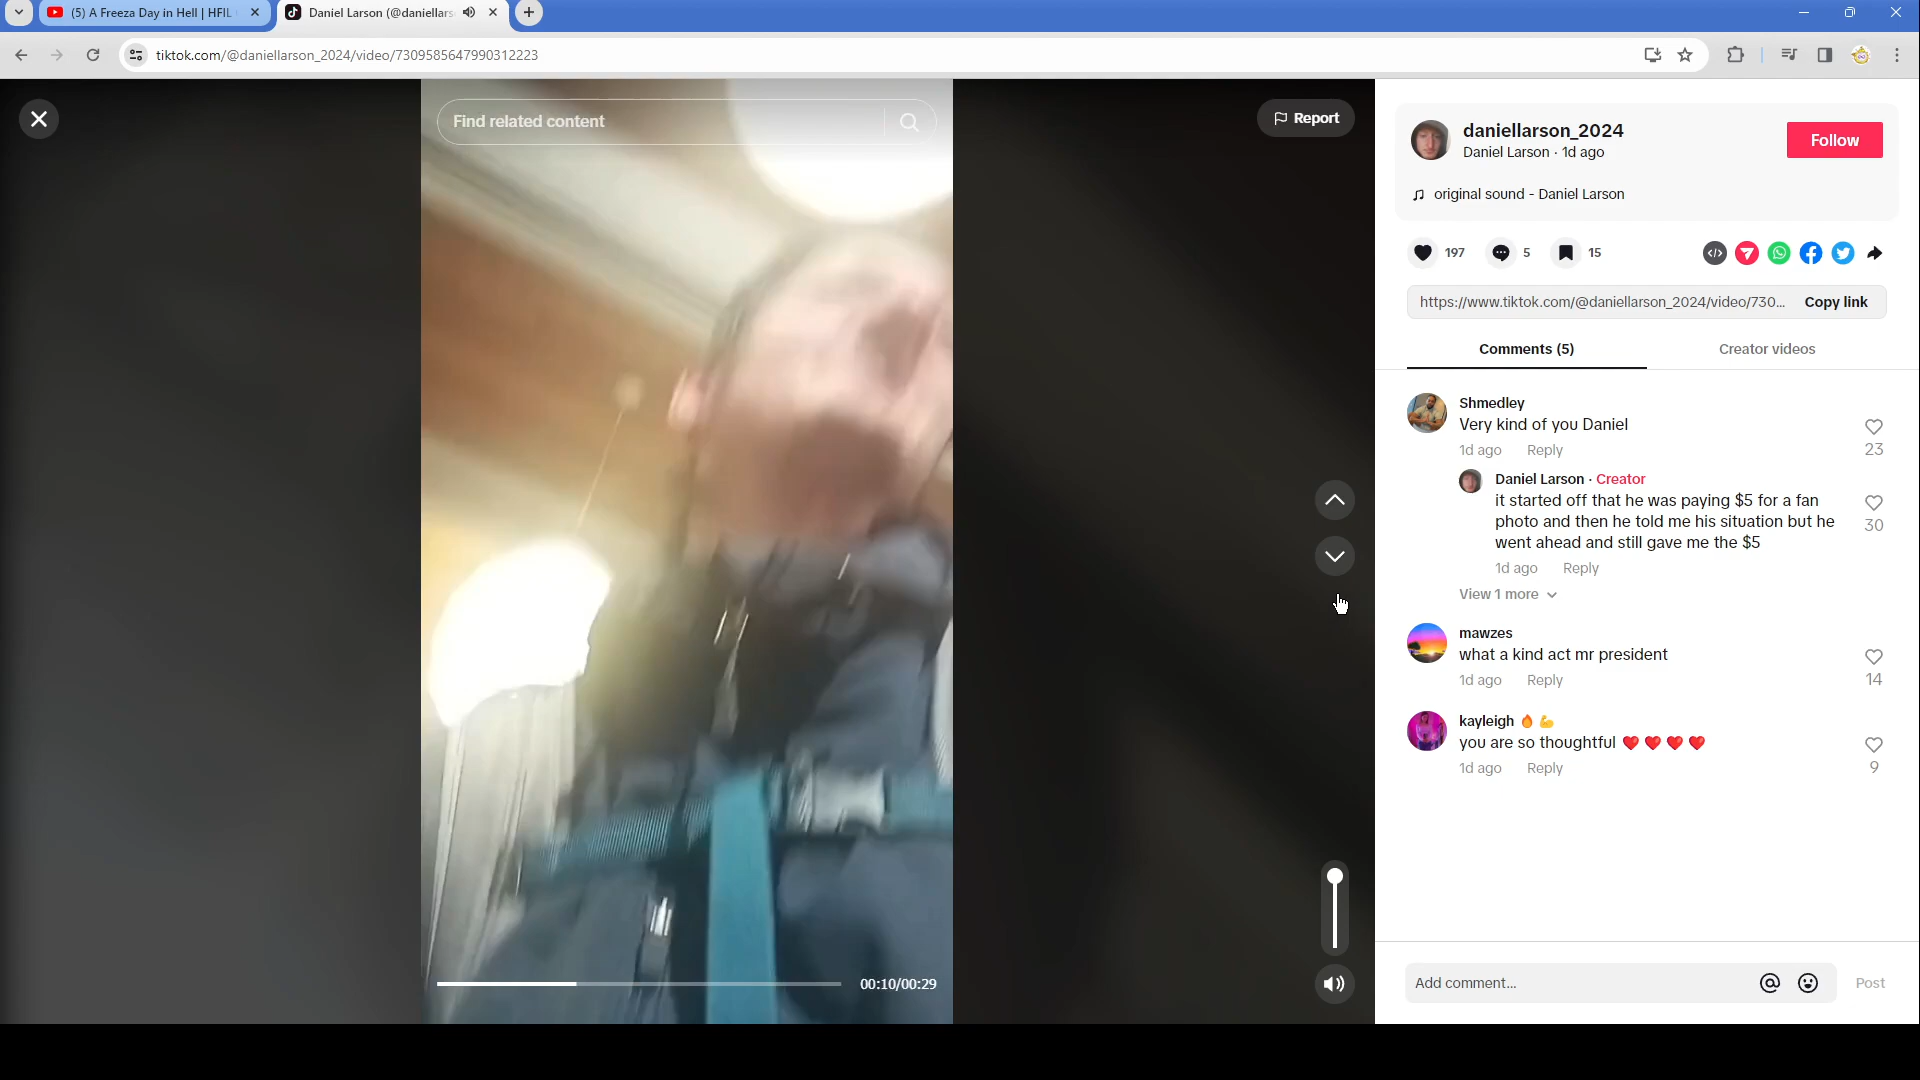 (5) A Freeza Day in Hell | HFIL
Daniel Larson (@daniellars
tiktok.com/@daniellarson_2024/video/7309585647990312223
Find related content
Report
daniellarson_2024
Daniel Larson · 1d ago
Follow
original sound - Daniel Larson
197
5
15
https://www.tiktok.com/@daniellarson_2024/video/730...
Copy link
Comments (5)
Creator videos
Shmedley
Very kind of you Daniel
1d ago Reply
23
Daniel Larson · Creator
it started off that he was paying $5 for a fan
photo and then he told me his situation but he
went ahead and still gave me the $5
30
1d ago Reply
View 1 more
mawzes
what a kind act mr president
1d ago Reply
14
kayleigh 🔥 💪
you are so thoughtful ❤️ ❤️ ❤️ ❤️
1d ago Reply
9
00:10/00:29
Add comment...
Post